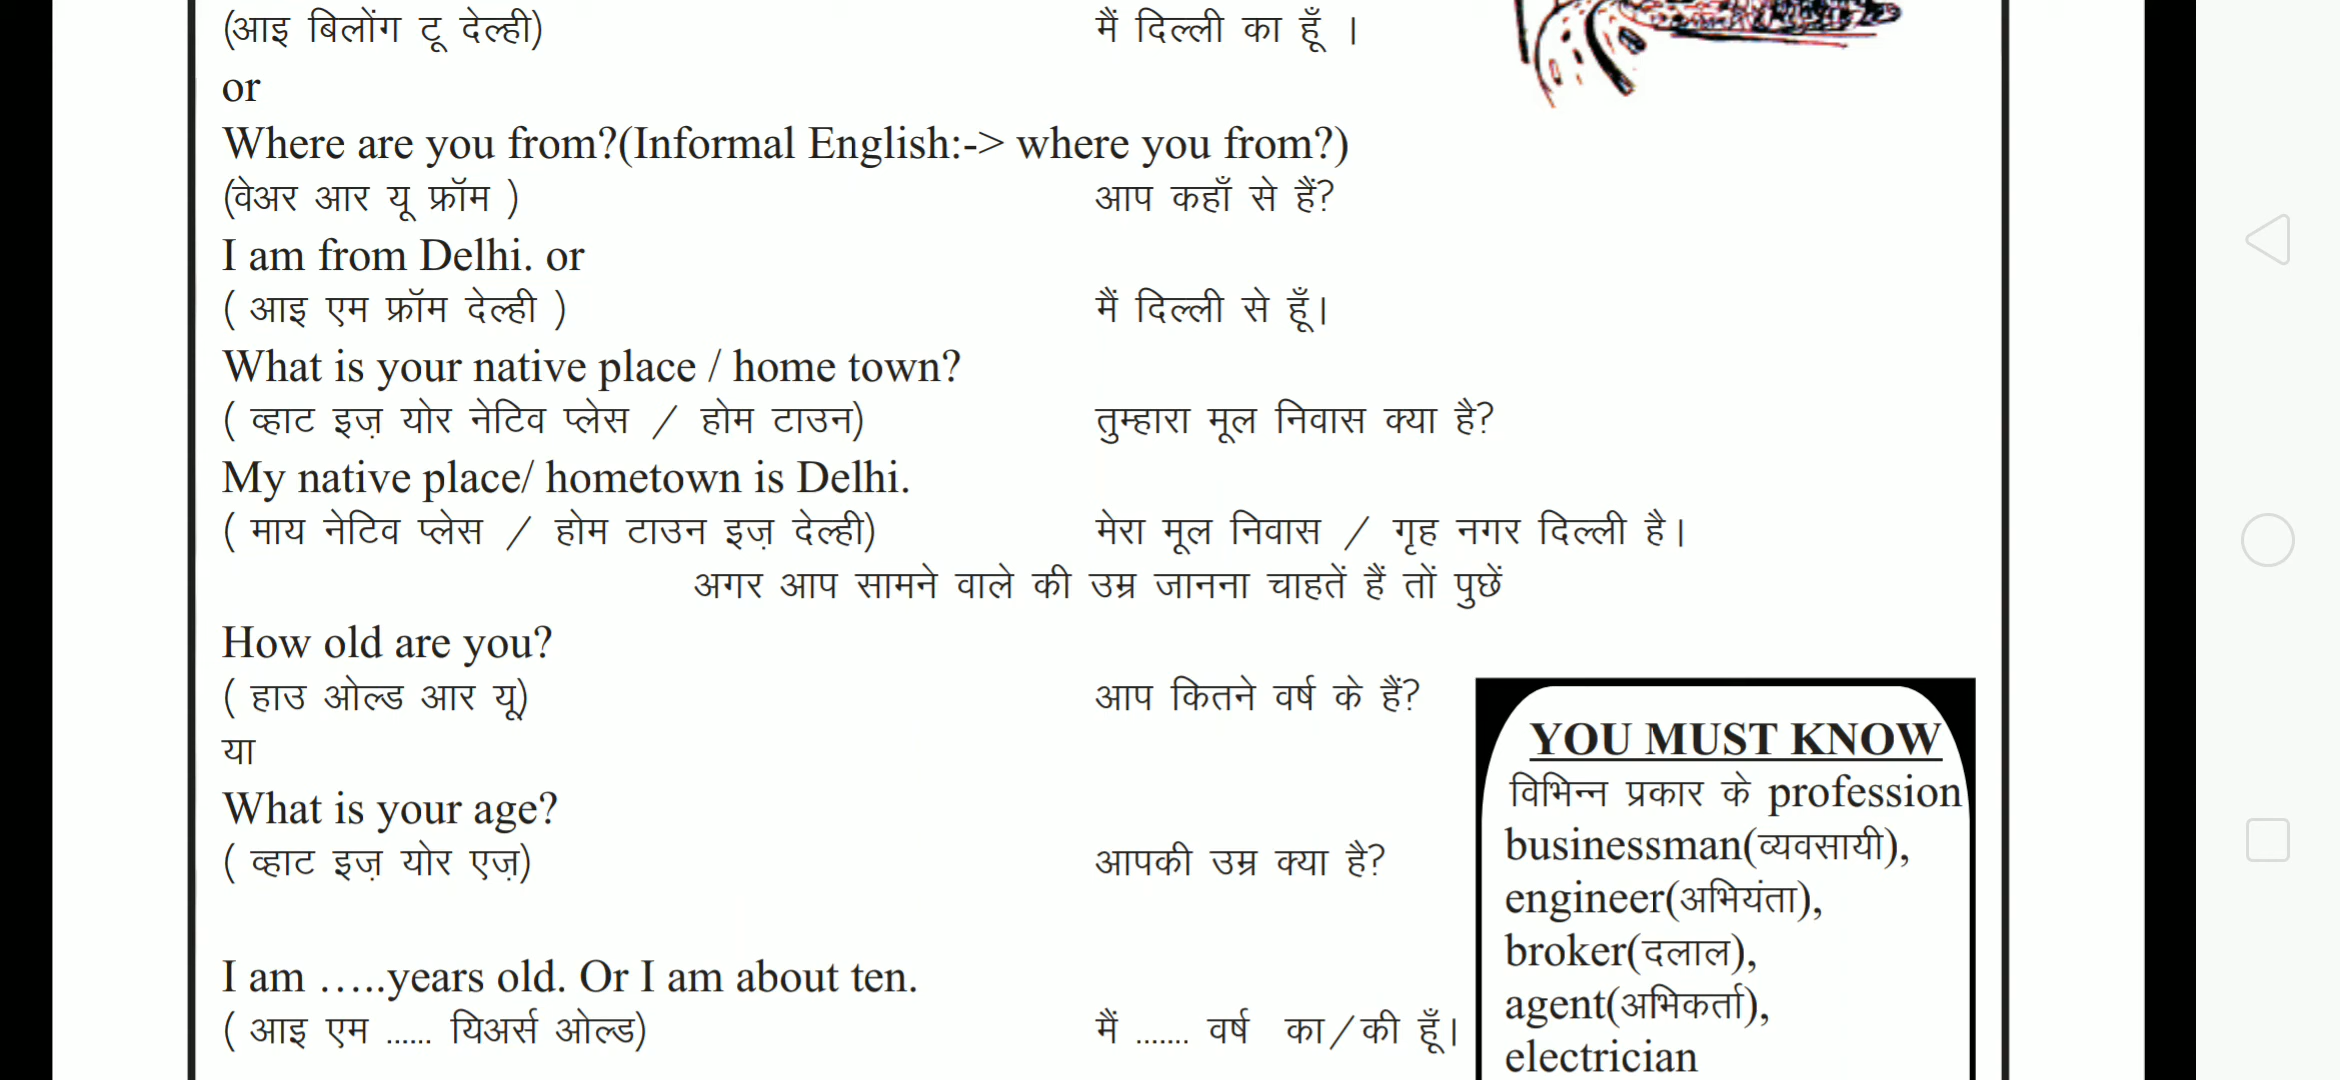 (आइ बिलोंग टू देल्ही) मैं दिल्ली का हूँ ।
or
Where are you from?(Informal English:-> where you from?)
(वेअर आर यू फ्रॉम ) आप कहाँ से हैं?
I am from Delhi. or
( आइ एम फ्रॉम देल्ही ) मैं दिल्ली से हूँ।
What is your native place / home town?
( व्हाट इज़ योर नेटिव प्लेस / होम टाउन) तुम्हारा मूल निवास क्या है?
My native place/ hometown is Delhi.
( माय नेटिव प्लेस / होम टाउन इज़ देल्ही) मेरा मूल निवास / गृह नगर दिल्ली है।
अगर आप सामने वाले की उम्र जानना चाहतें हैं तों पुछें
How old are you?
( हाउ ओल्ड आर यू) आप कितने वर्ष के हैं?
या
What is your age?
( व्हाट इज़ योर एज़) आपकी उम्र क्या है?
I am …..years old. Or I am about ten.
( आइ एम ...... यिअर्स ओल्ड) मैं ....... वर्ष का/की हूँ।
YOU MUST KNOW
विभिन्न प्रकार के profession
businessman(व्यवसायी),
engineer(अभियंता),
broker(दलाल),
agent(अभिकर्ता),
electrician